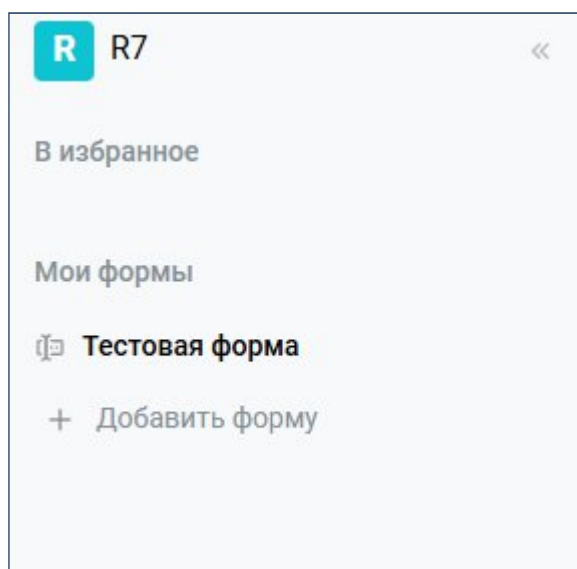 R R7
В избранное
Мои формы
Тестовая форма
+ Добавить форму